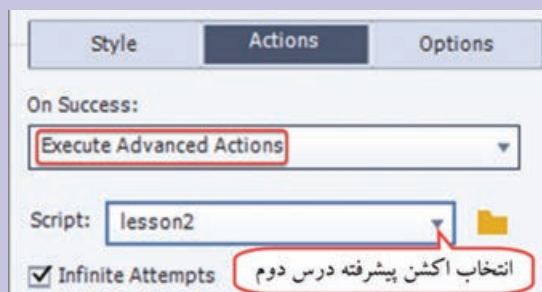 Style Actions Options
On Success:
Execute Advanced Actions
Script: lesson2
Infinite Attempts
انتخاب اکشن پیشرفته درس دوم